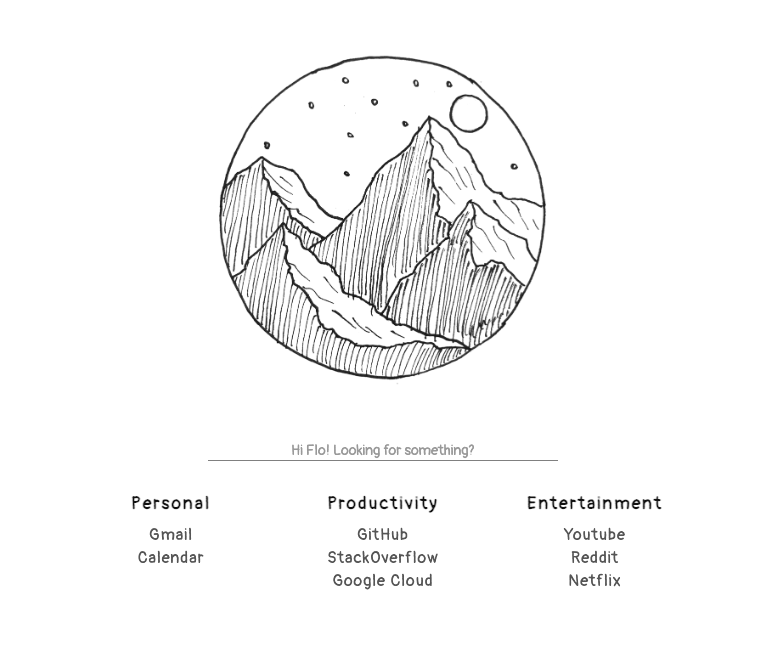 Hi Flo! Looking for something?
Personal
Gmail
Calendar
Productivity
GitHub
StackOverflow
Google Cloud
Entertainment
Youtube
Reddit
Netflix